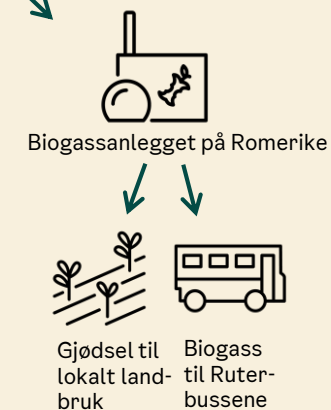 Biogassanlegget på Romerike
Gjødsel til
lokalt land-
bruk
Biogass
til Ruter-
bussene